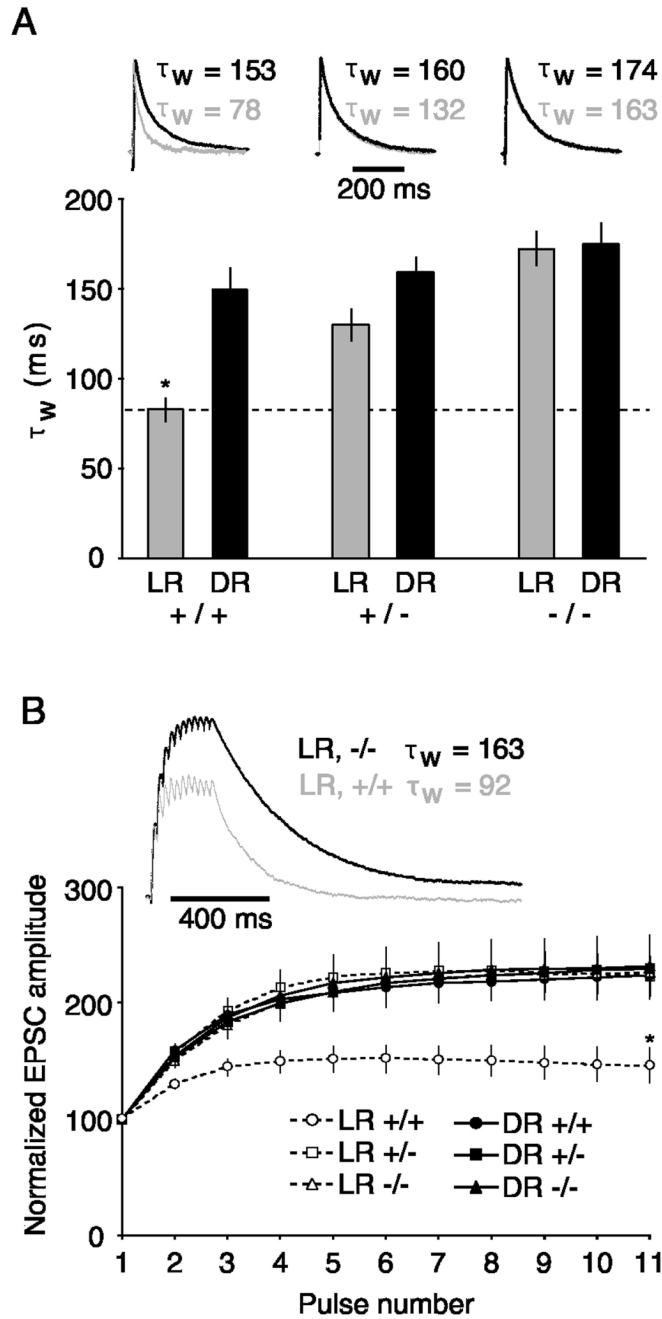 A
τw = 153
τw = 78
τw = 160
τw = 132
τw = 174
τw = 163
200 ms
τw (ms)
200
150
100
50
0
*
LR DR LR DR LR DR
+ / + + / - - / -
B
LR, -/- τw = 163
LR, +/+ τw = 92
400 ms
Normalized EPSC amplitude
300
200
100
0
*
LR +/+ DR +/+
LR +/- DR +/-
LR -/- DR -/-
1 2 3 4 5 6 7 8 9 10 11
Pulse number